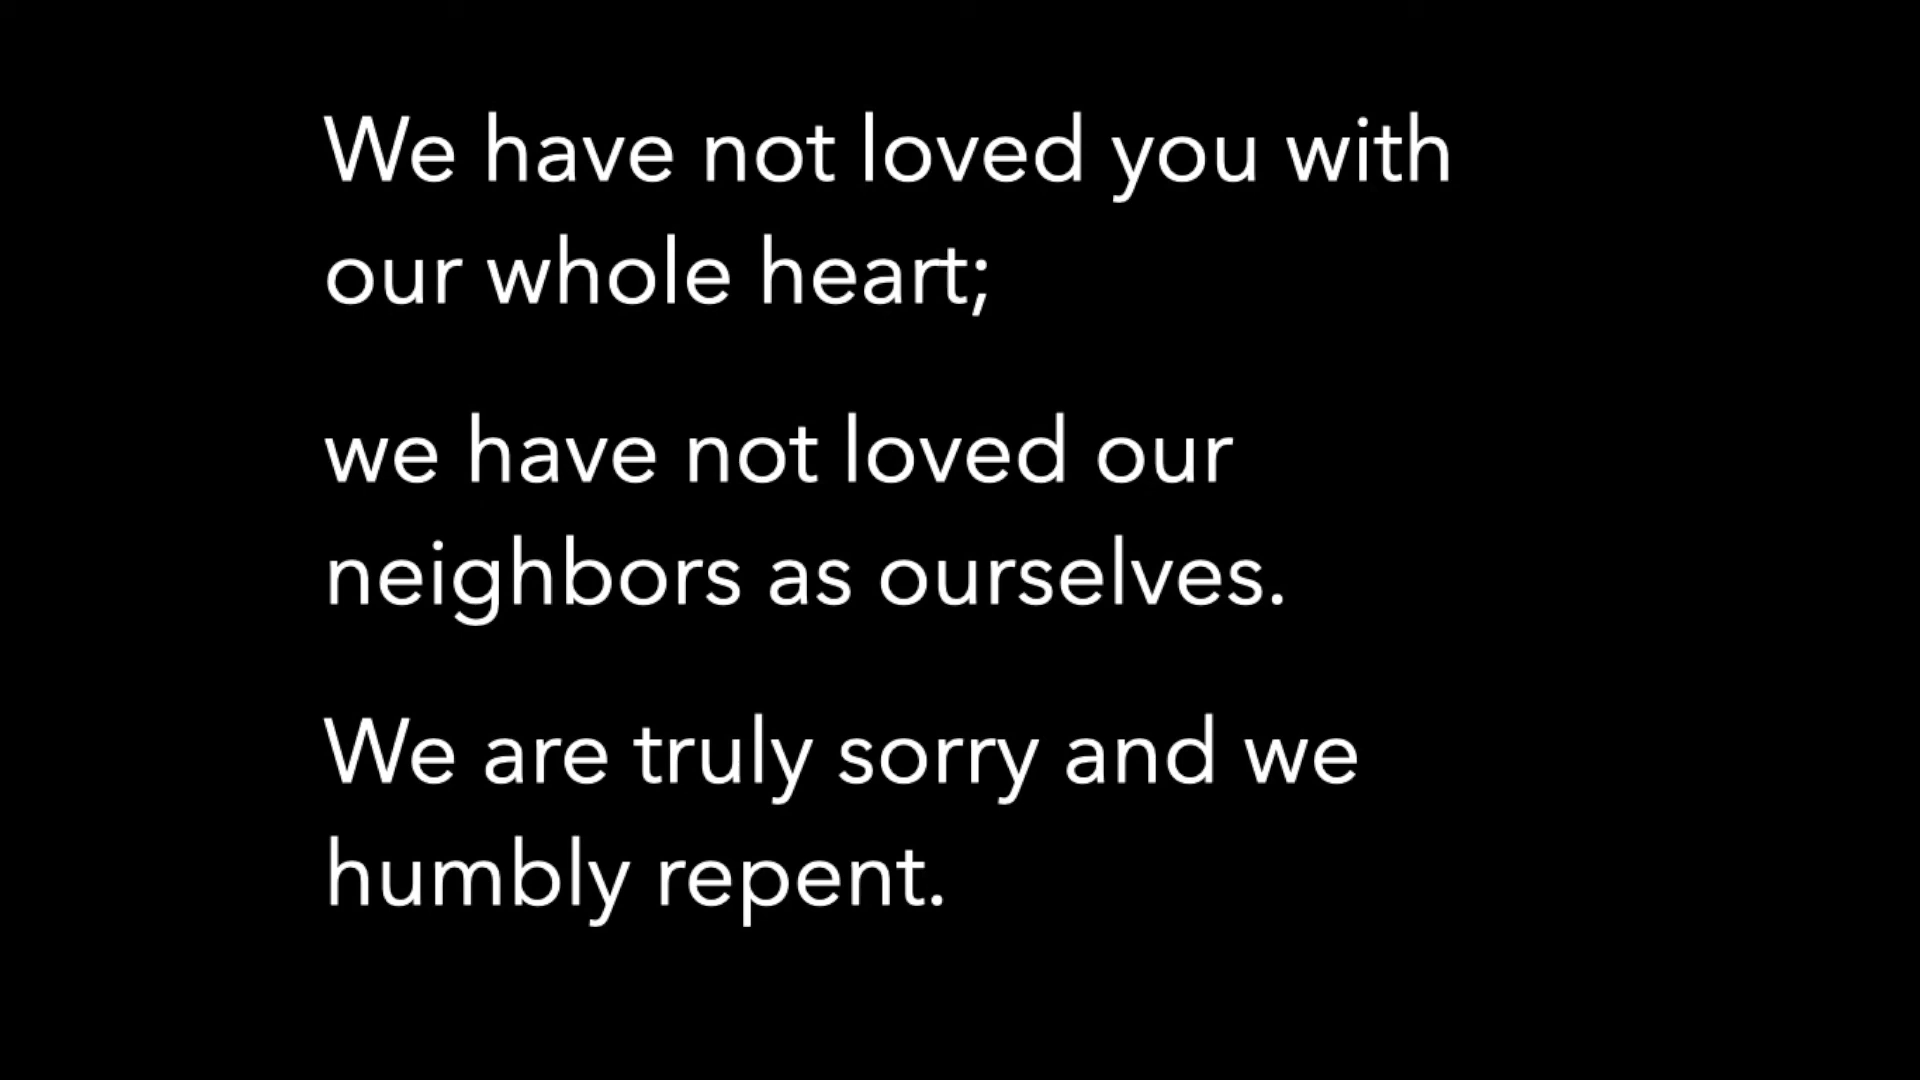 We have not loved you with
our whole heart;
we have not loved our
neighbors as ourselves.
We are truly sorry and we
humbly repent.